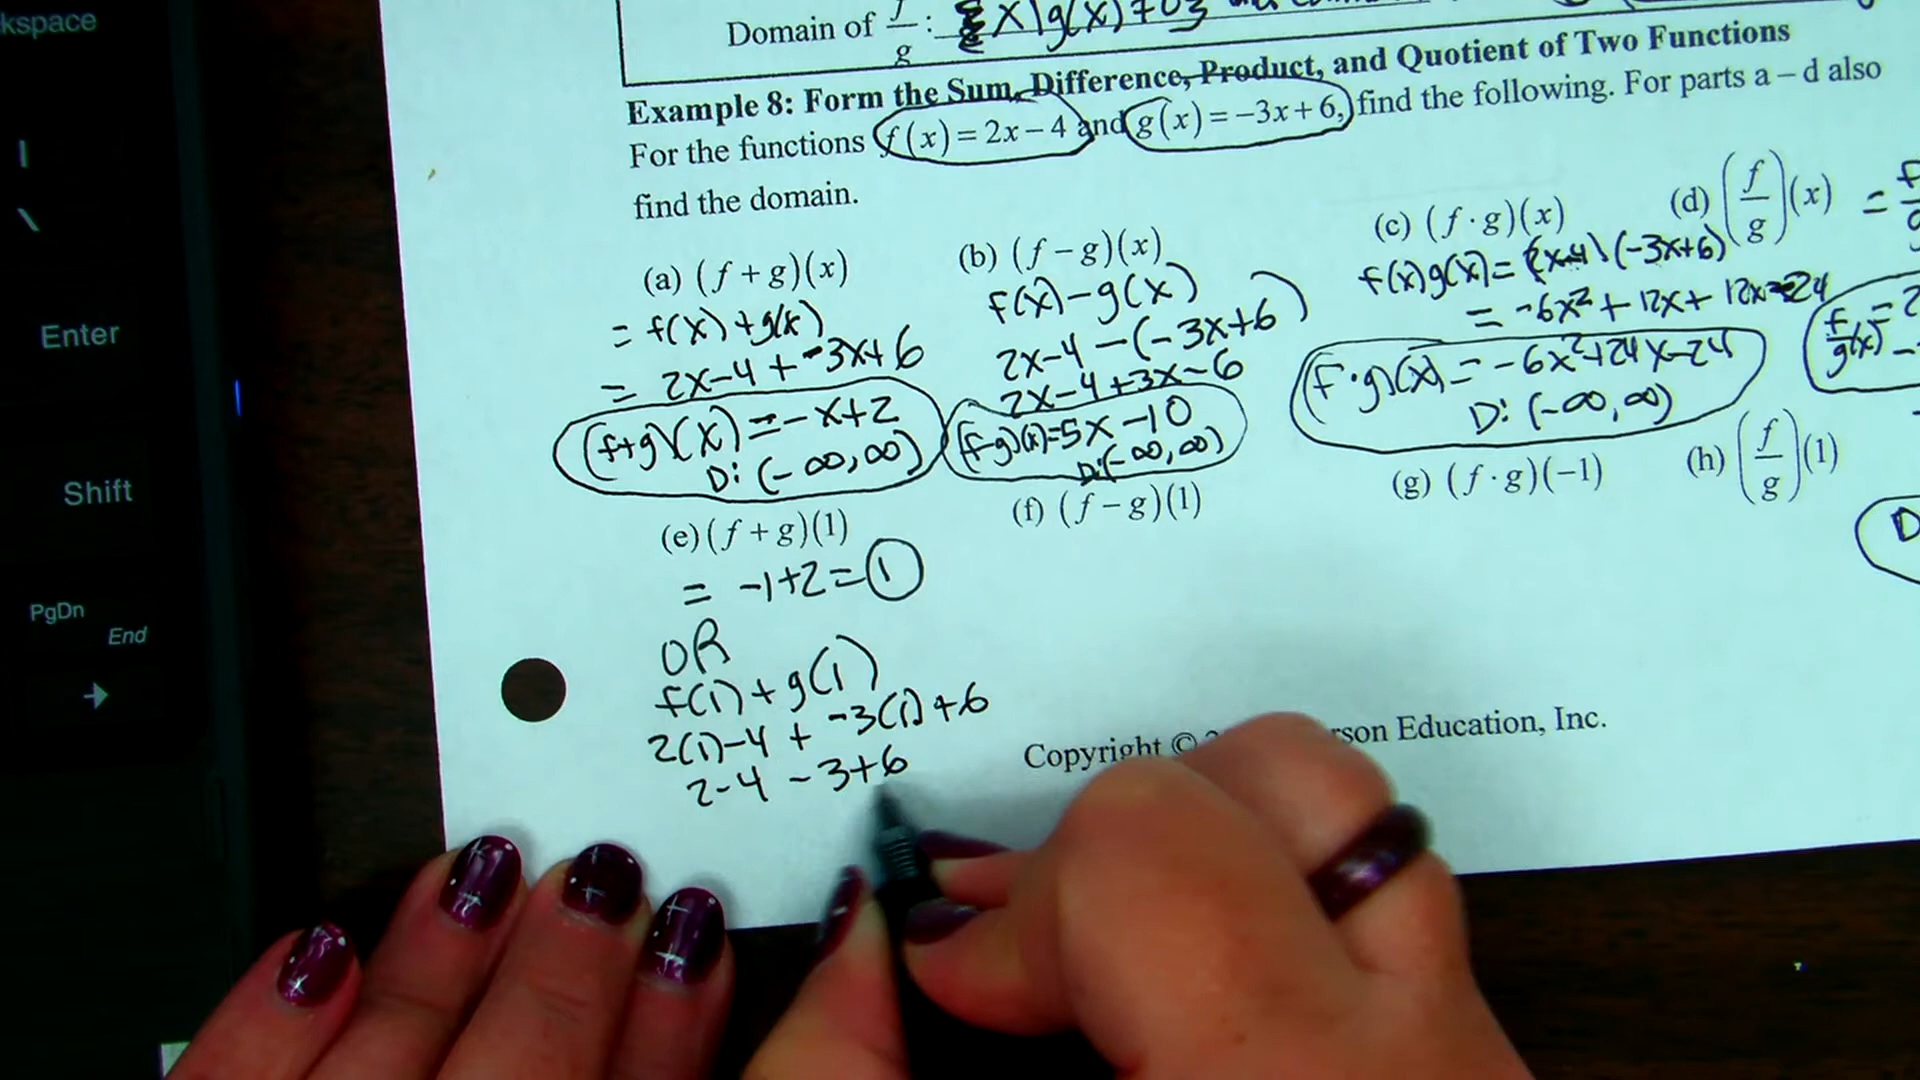 kspace
|
\
Enter
Shift
PgDn
End
→
Domain of f/g : {x | g(x) ≠ 0}
Example 8: Form the Sum, Difference, Product, and Quotient of Two Functions
For the functions f(x) = 2x − 4 and g(x) = −3x + 6, find the following. For parts a – d also
find the domain.
(a) (f + g)(x)
= f(x) + g(x)
= 2x−4 + −3x+6
(f+g)(x) = −x+2
D: (−∞,∞)
(b) (f − g)(x)
f(x) − g(x)
2x−4 − (−3x+6)
2x−4+3x−6
(f−g)(x)=5x−10
D:(−∞,∞)
(c) (f · g)(x)
f(x)g(x) = (2x−4)(−3x+6)
= −6x² + 12x + 12x − 24
(f·g)(x) = −6x²+24x−24
D: (−∞,∞)
(d) (f/g)(x) =
(e) (f + g)(1)
= −1+2 = 1
OR
f(1) + g(1)
2(1)−4 + −3(1)+6
2−4 −3+6
(f) (f − g)(1)
(g) (f · g)(−1)
(h) (f/g)(1)
D
Copyright ©
rson Education, Inc.